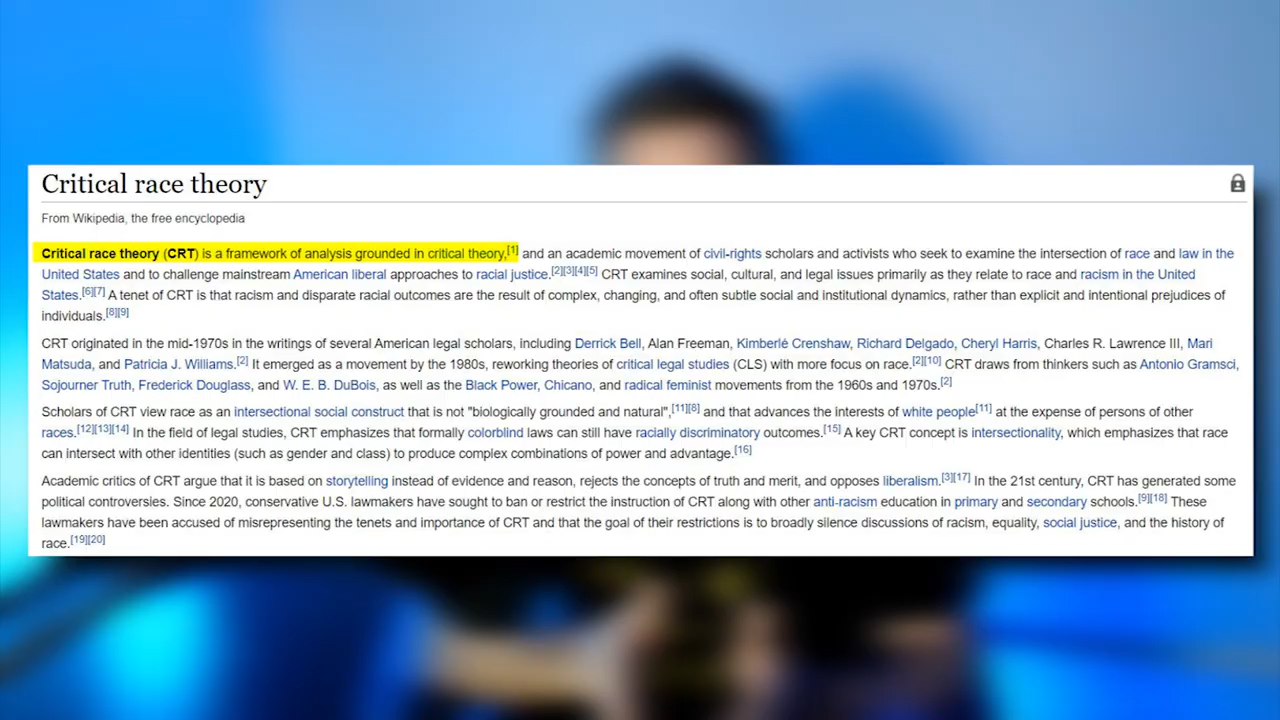 Critical race theory
From Wikipedia, the free encyclopedia
Critical race theory (CRT) is a framework of analysis grounded in critical theory,[1] and an academic movement of civil-rights scholars and activists who seek to examine the intersection of race and law in the
United States and to challenge mainstream American liberal approaches to racial justice.[2][3][4][5] CRT examines social, cultural, and legal issues primarily as they relate to race and racism in the United
States.[6][7] A tenet of CRT is that racism and disparate racial outcomes are the result of complex, changing, and often subtle social and institutional dynamics, rather than explicit and intentional prejudices of
individuals.[8][9]
CRT originated in the mid-1970s in the writings of several American legal scholars, including Derrick Bell, Alan Freeman, Kimberlé Crenshaw, Richard Delgado, Cheryl Harris, Charles R. Lawrence III, Mari
Matsuda, and Patricia J. Williams.[2] It emerged as a movement by the 1980s, reworking theories of critical legal studies (CLS) with more focus on race.[2][10] CRT draws from thinkers such as Antonio Gramsci,
Sojourner Truth, Frederick Douglass, and W. E. B. DuBois, as well as the Black Power, Chicano, and radical feminist movements from the 1960s and 1970s.[2]
Scholars of CRT view race as an intersectional social construct that is not "biologically grounded and natural",[11][8] and that advances the interests of white people[11] at the expense of persons of other
races.[12][13][14] In the field of legal studies, CRT emphasizes that formally colorblind laws can still have racially discriminatory outcomes.[15] A key CRT concept is intersectionality, which emphasizes that race
can intersect with other identities (such as gender and class) to produce complex combinations of power and advantage.[16]
Academic critics of CRT argue that it is based on storytelling instead of evidence and reason, rejects the concepts of truth and merit, and opposes liberalism.[3][17] In the 21st century, CRT has generated some
political controversies. Since 2020, conservative U.S. lawmakers have sought to ban or restrict the instruction of CRT along with other anti-racism education in primary and secondary schools.[9][18] These
lawmakers have been accused of misrepresenting the tenets and importance of CRT and that the goal of their restrictions is to broadly silence discussions of racism, equality, social justice, and the history of
race.[19][20]